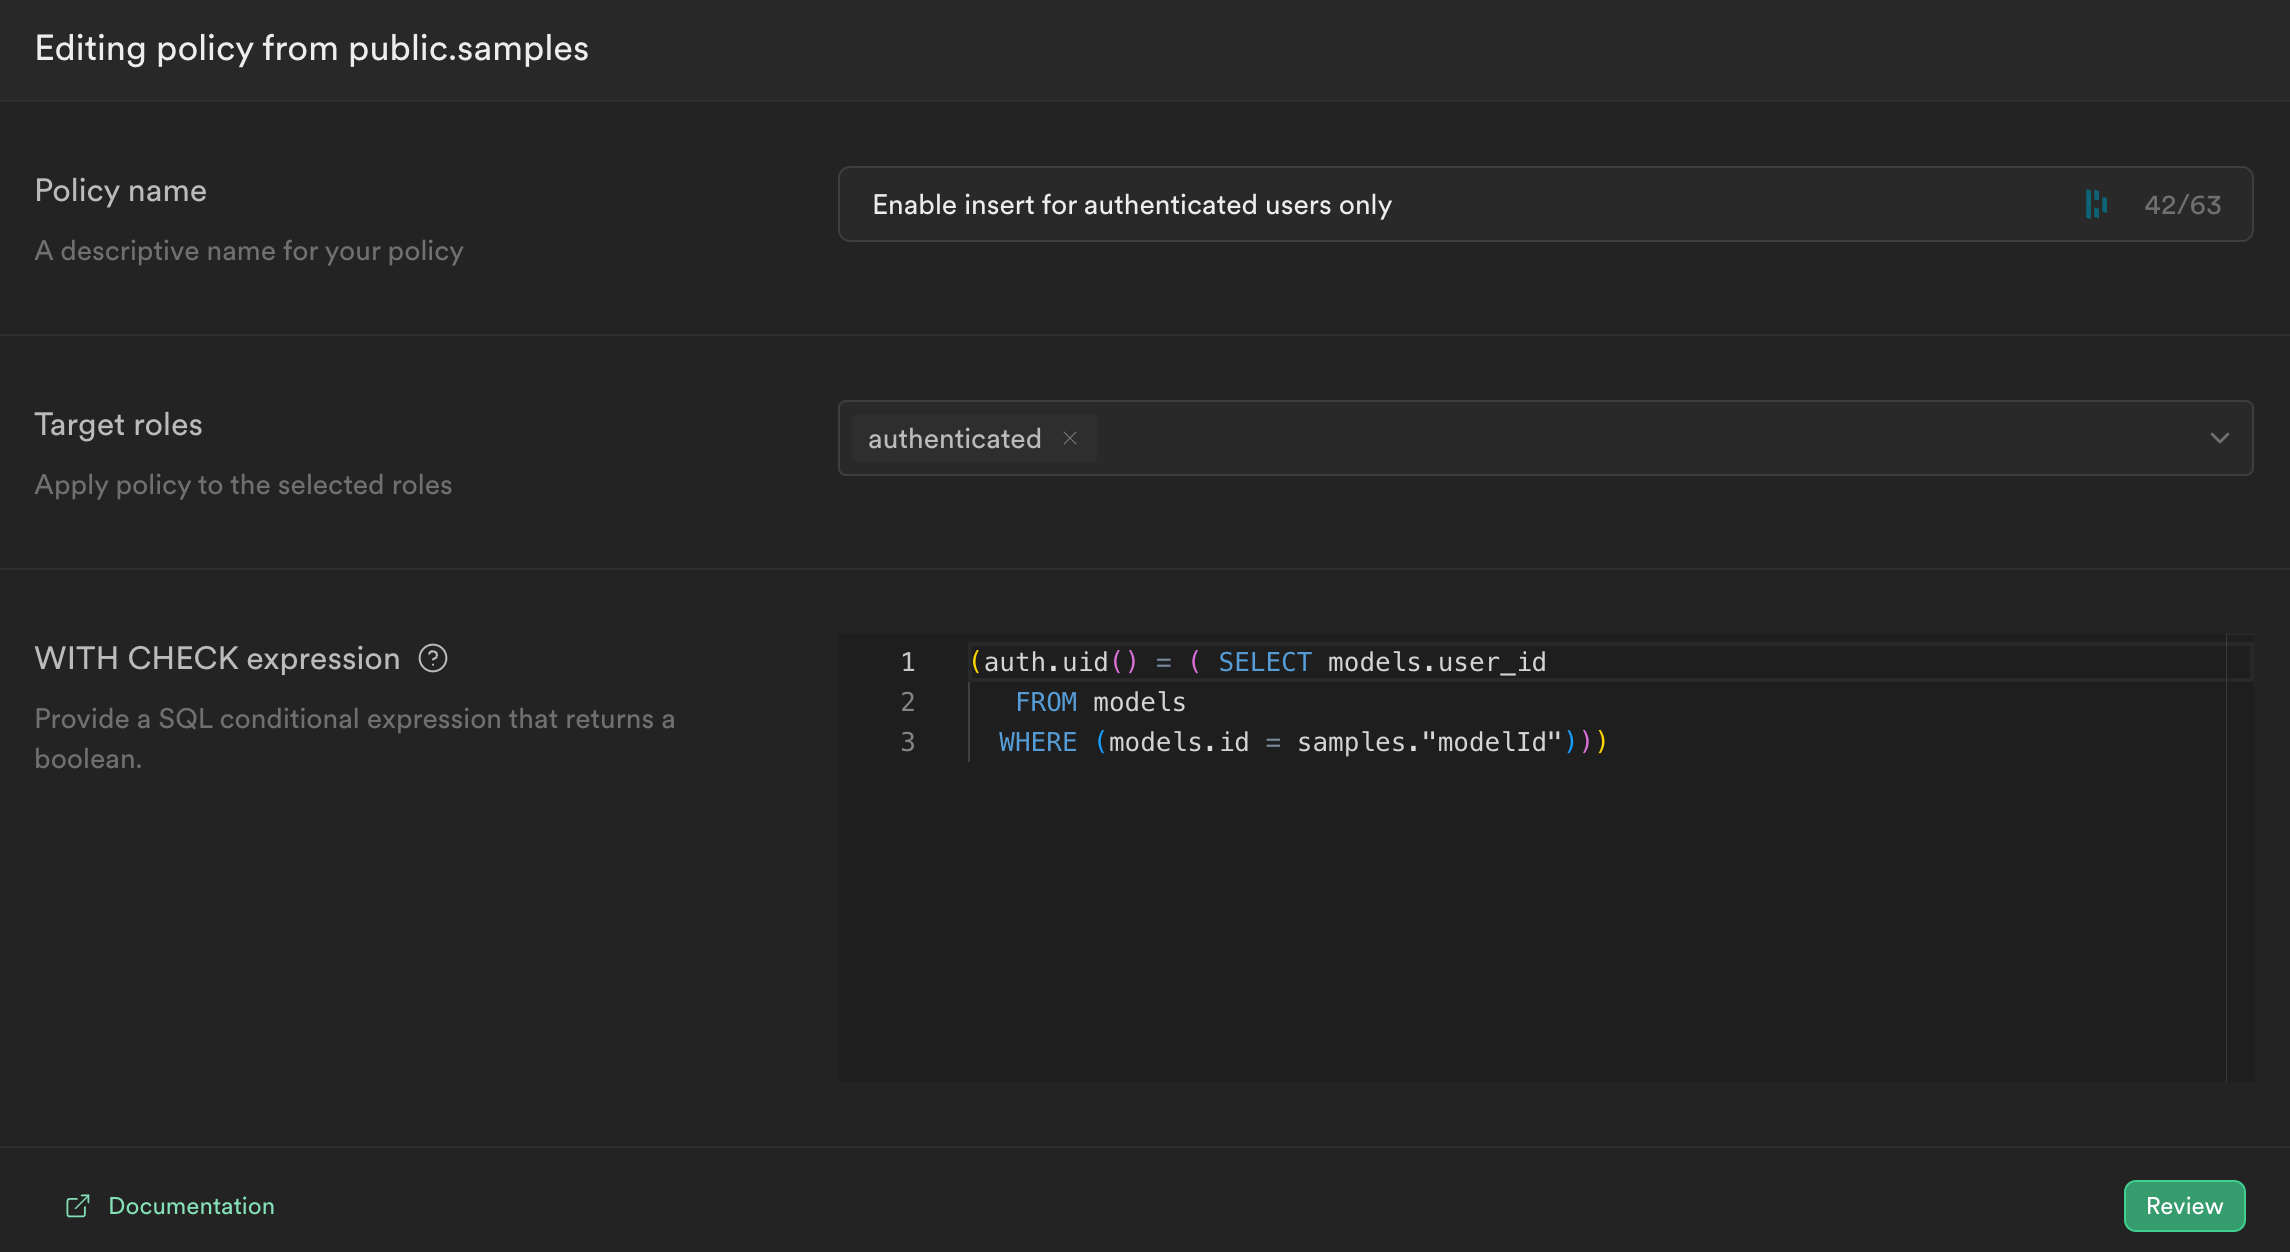 Editing policy from public.samples
Policy name
A descriptive name for your policy
Enable insert for authenticated users only
42/63
Target roles
Apply policy to the selected roles
authenticated
WITH CHECK expression ?
Provide a SQL conditional expression that returns a
boolean.
1 (auth.uid() = ( SELECT models.user_id
2 FROM models
3 WHERE (models.id = samples."modelId")))
Documentation
Review